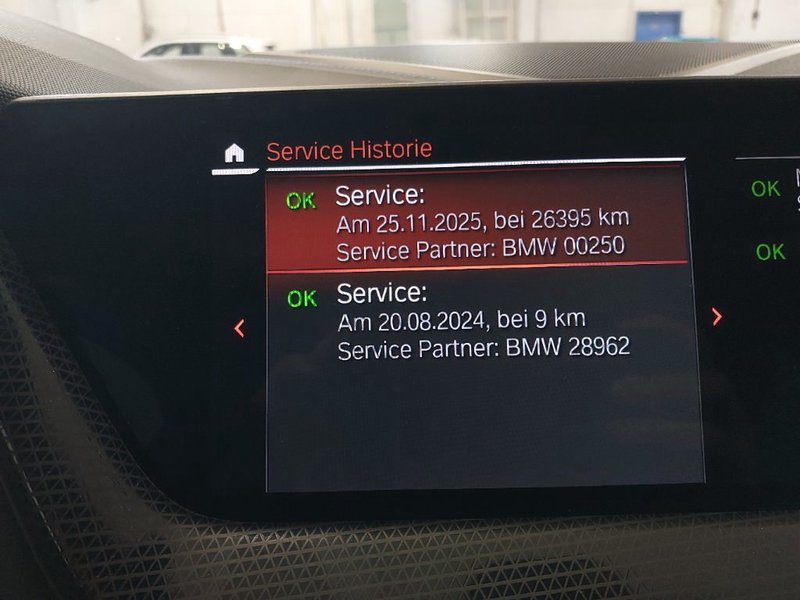 Service Historie
OK Service:
Am 25.11.2025, bei 26395 km
Service Partner: BMW 00250
OK Service:
Am 20.08.2024, bei 9 km
Service Partner: BMW 28962
OK
OK